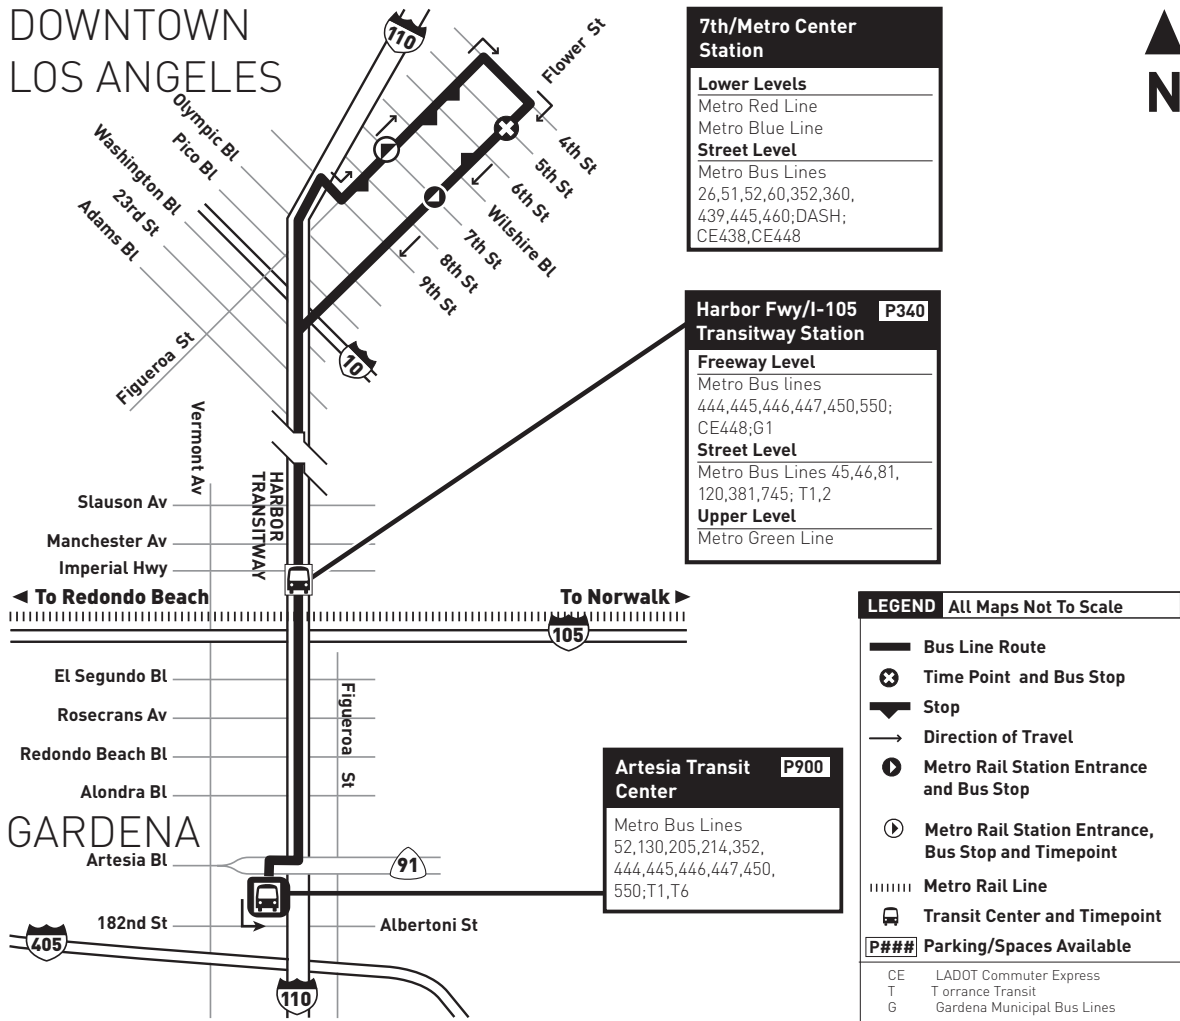 DOWNTOWN
LOS ANGELES
110
Flower St
Olympic Bl
Pico Bl
Washington Bl
23rd St
Adams Bl
4th St
5th St
6th St
Wilshire Bl
7th St
8th St
9th St
Figueroa St
10
7th/Metro Center
Station
Lower Levels
Metro Red Line
Metro Blue Line
Street Level
Metro Bus Lines
26,51,52,60,352,360,
439,445,460;DASH;
CE438,CE448
N
Harbor Fwy/I-105 P340
Transitway Station
Freeway Level
Metro Bus lines
444,445,446,447,450,550;
CE448;G1
Street Level
Metro Bus Lines 45,46,81,
120,381,745; T1,2
Upper Level
Metro Green Line
Vermont Av
HARBOR
TRANSITWAY
Slauson Av
Manchester Av
Imperial Hwy
To Redondo Beach
To Norwalk
105
El Segundo Bl
Rosecrans Av
Redondo Beach Bl
Alondra Bl
Figueroa St
GARDENA
Artesia Bl
91
182nd St
Albertoni St
405
110
Artesia Transit P900
Center
Metro Bus Lines
52,130,205,214,352,
444,445,446,447,450,
550;T1,T6
LEGEND All Maps Not To Scale
Bus Line Route
Time Point and Bus Stop
Stop
Direction of Travel
Metro Rail Station Entrance
and Bus Stop
Metro Rail Station Entrance,
Bus Stop and Timepoint
Metro Rail Line
Transit Center and Timepoint
P### Parking/Spaces Available
CE LADOT Commuter Express
T T orrance Transit
G Gardena Municipal Bus Lines